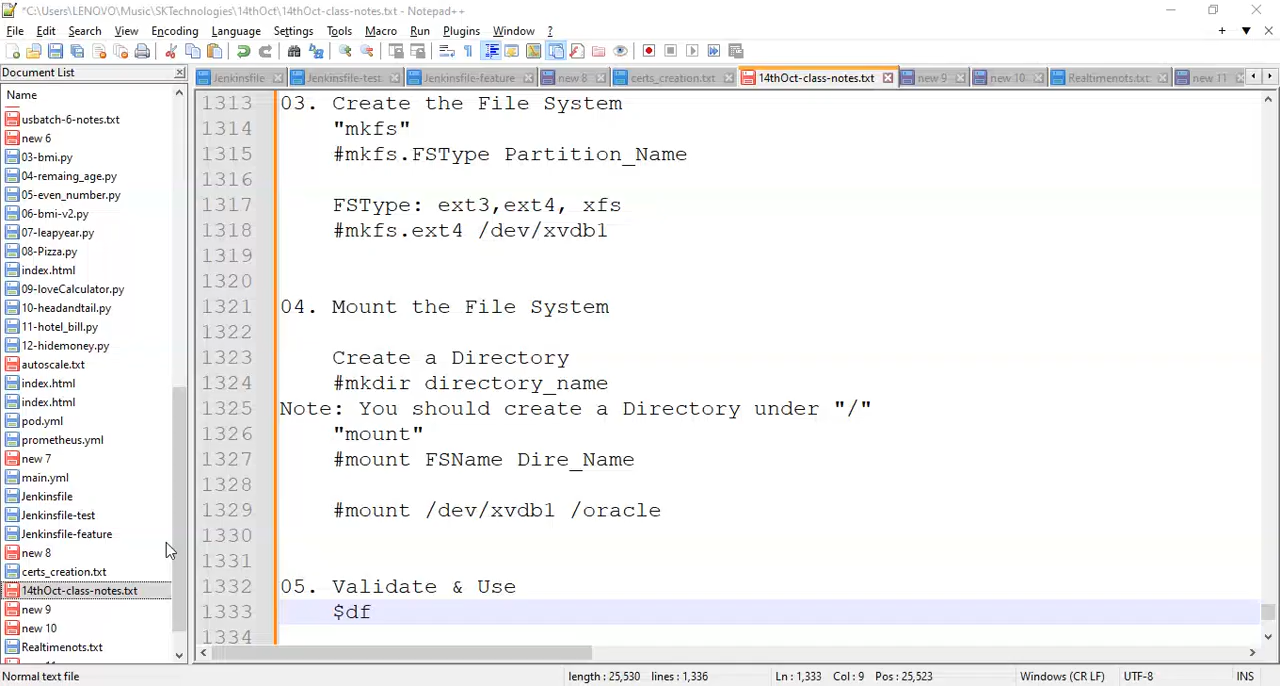 *C:\Users\LENOVO\Music\SKTechnologies\14thOct\14thOct-class-notes.txt - Notepad++
File Edit Search View Encoding Language Settings Tools Macro Run Plugins Window ?
Document List
Jenkinsfile Jenkinsfile-test Jenkinsfile-feature new 8 certs_creation.txt 14thOct-class-notes.txt new 9 new 10 Realtimenots.txt new 11
Name
usbatch-6-notes.txt
new 6
03-bmi.py
04-remaing_age.py
05-even_number.py
06-bmi-v2.py
07-leapyear.py
08-Pizza.py
index.html
09-loveCalculator.py
10-headandtail.py
11-hotel_bill.py
12-hidemoney.py
autoscale.txt
index.html
index.html
pod.yml
prometheus.yml
new 7
main.yml
Jenkinsfile
Jenkinsfile-test
Jenkinsfile-feature
new 8
certs_creation.txt
14thOct-class-notes.txt
new 9
new 10
Realtimenots.txt
1313 03. Create the File System
1314 "mkfs"
1315 #mkfs.FSType Partition_Name
1316
1317 FSType: ext3,ext4, xfs
1318 #mkfs.ext4 /dev/xvdb1
1319
1320
1321 04. Mount the File System
1322
1323 Create a Directory
1324 #mkdir directory_name
1325 Note: You should create a Directory under "/"
1326 "mount"
1327 #mount FSName Dire_Name
1328
1329 #mount /dev/xvdb1 /oracle
1330
1331
1332 05. Validate & Use
1333 $df
1334
Normal text file length : 25,530 lines : 1,336 Ln : 1,333 Col : 9 Pos : 25,523 Windows (CR LF) UTF-8 INS